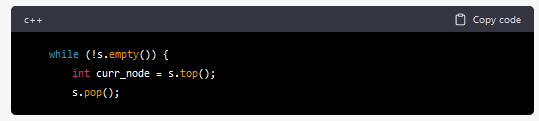 c++
Copy code
while (!s.empty()) {
int curr_node = s.top();
s.pop();